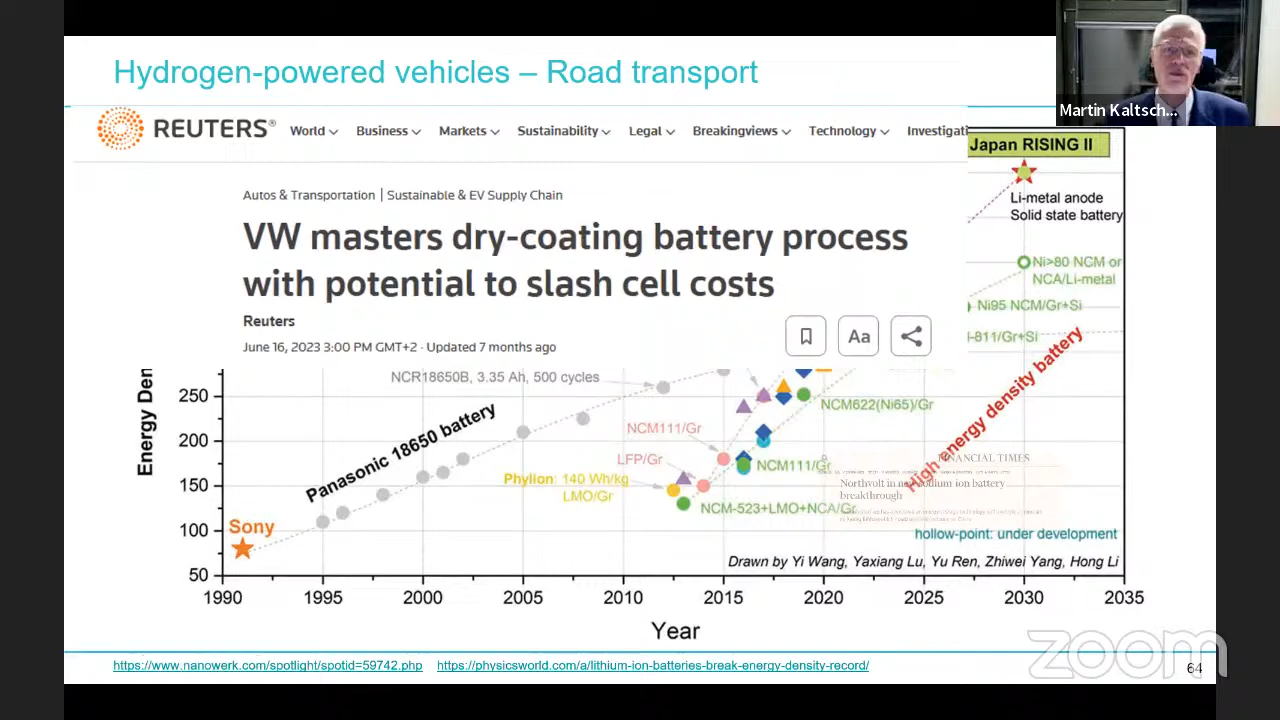 Hydrogen-powered vehicles – Road transport
Martin Kaltsch...
REUTERS®
World
Business
Markets
Sustainability
Legal
Breakingviews
Technology
Investigati
Autos & Transportation | Sustainable & EV Supply Chain
VW masters dry-coating battery process
with potential to slash cell costs
Reuters
June 16, 2023 3:00 PM GMT+2 · Updated 7 months ago
Aa
Japan RISING II
Li-metal anode
Solid state battery
Ni>80 NCM or
NCA/Li-metal
Ni95 NCM/Gr+Si
-811/Gr+Si
High energy density battery
Energy Den
NCR18650B, 3.35 Ah, 500 cycles
Panasonic 18650 battery
NCM622(Ni65)/Gr
NCM111/Gr
LFP/Gr
NCM111/Gr
Phylion: 140 Wh/kg
LMO/Gr
NCM-523+LMO+NCA/Gr
Sony
FINANCIAL TIMES
Northvolt in new sodium ion battery
breakthrough
hollow-point: under development
Drawn by Yi Wang, Yaxiang Lu, Yu Ren, Zhiwei Yang, Hong Li
250
200
150
100
50
1990 1995 2000 2005 2010 2015 2020 2025 2030 2035
Year
https://www.nanowerk.com/spotlight/spotid=59742.php https://physicsworld.com/a/lithium-ion-batteries-break-energy-density-record/
64
zoom